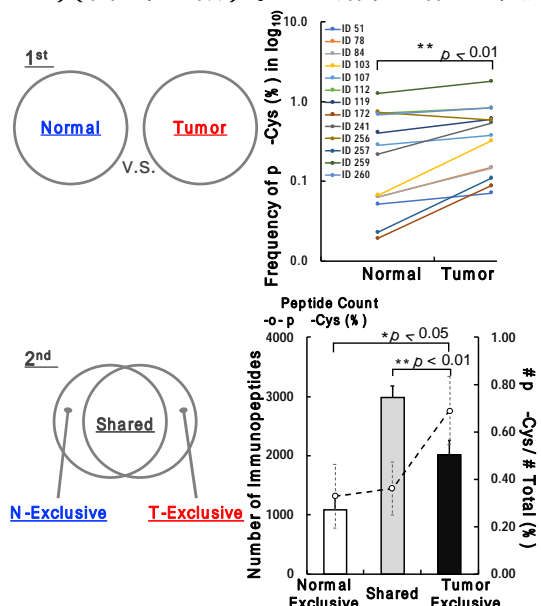 1st
Normal
Tumor
V.S.
Frequency of p -Cys (%) in log10)
10.0
1.0
0.1
0.0
ID 51
ID 78
ID 84
ID 103
ID 107
ID 112
ID 119
ID 172
ID 241
ID 256
ID 257
ID 259
ID 260
** p < 0.01
Normal
Tumor
2nd
Shared
N-Exclusive
T-Exclusive
Peptide Count
-o- p -Cys (%)
* p < 0.05
** p < 0.01
Number of Immunopeptides
4000
3000
2000
1000
0
1.00
0.80
0.60
0.40
0.20
0.00
# p -Cys/ # Total (%)
Normal
Exclusive
Shared
Tumor
Exclusive